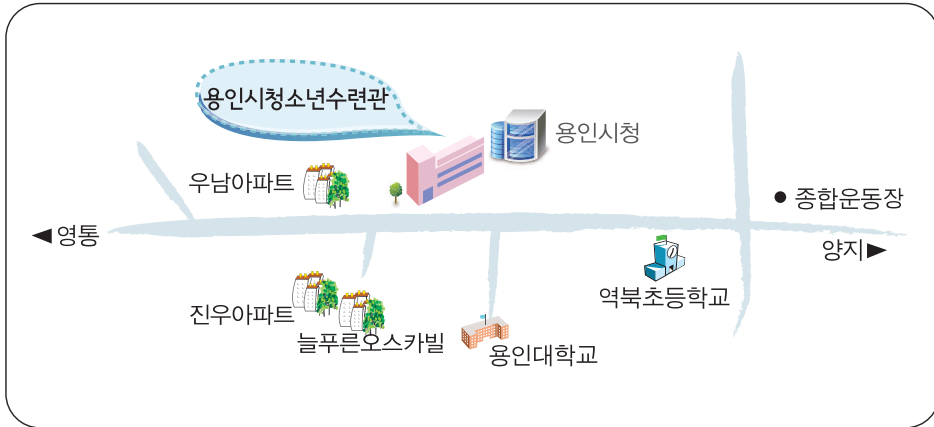 용인시청소년수련관
용인시청
우남아파트
종합운동장
◀영통
양지▶
진우아파트
늘푸른오스카빌
용인대학교
역북초등학교